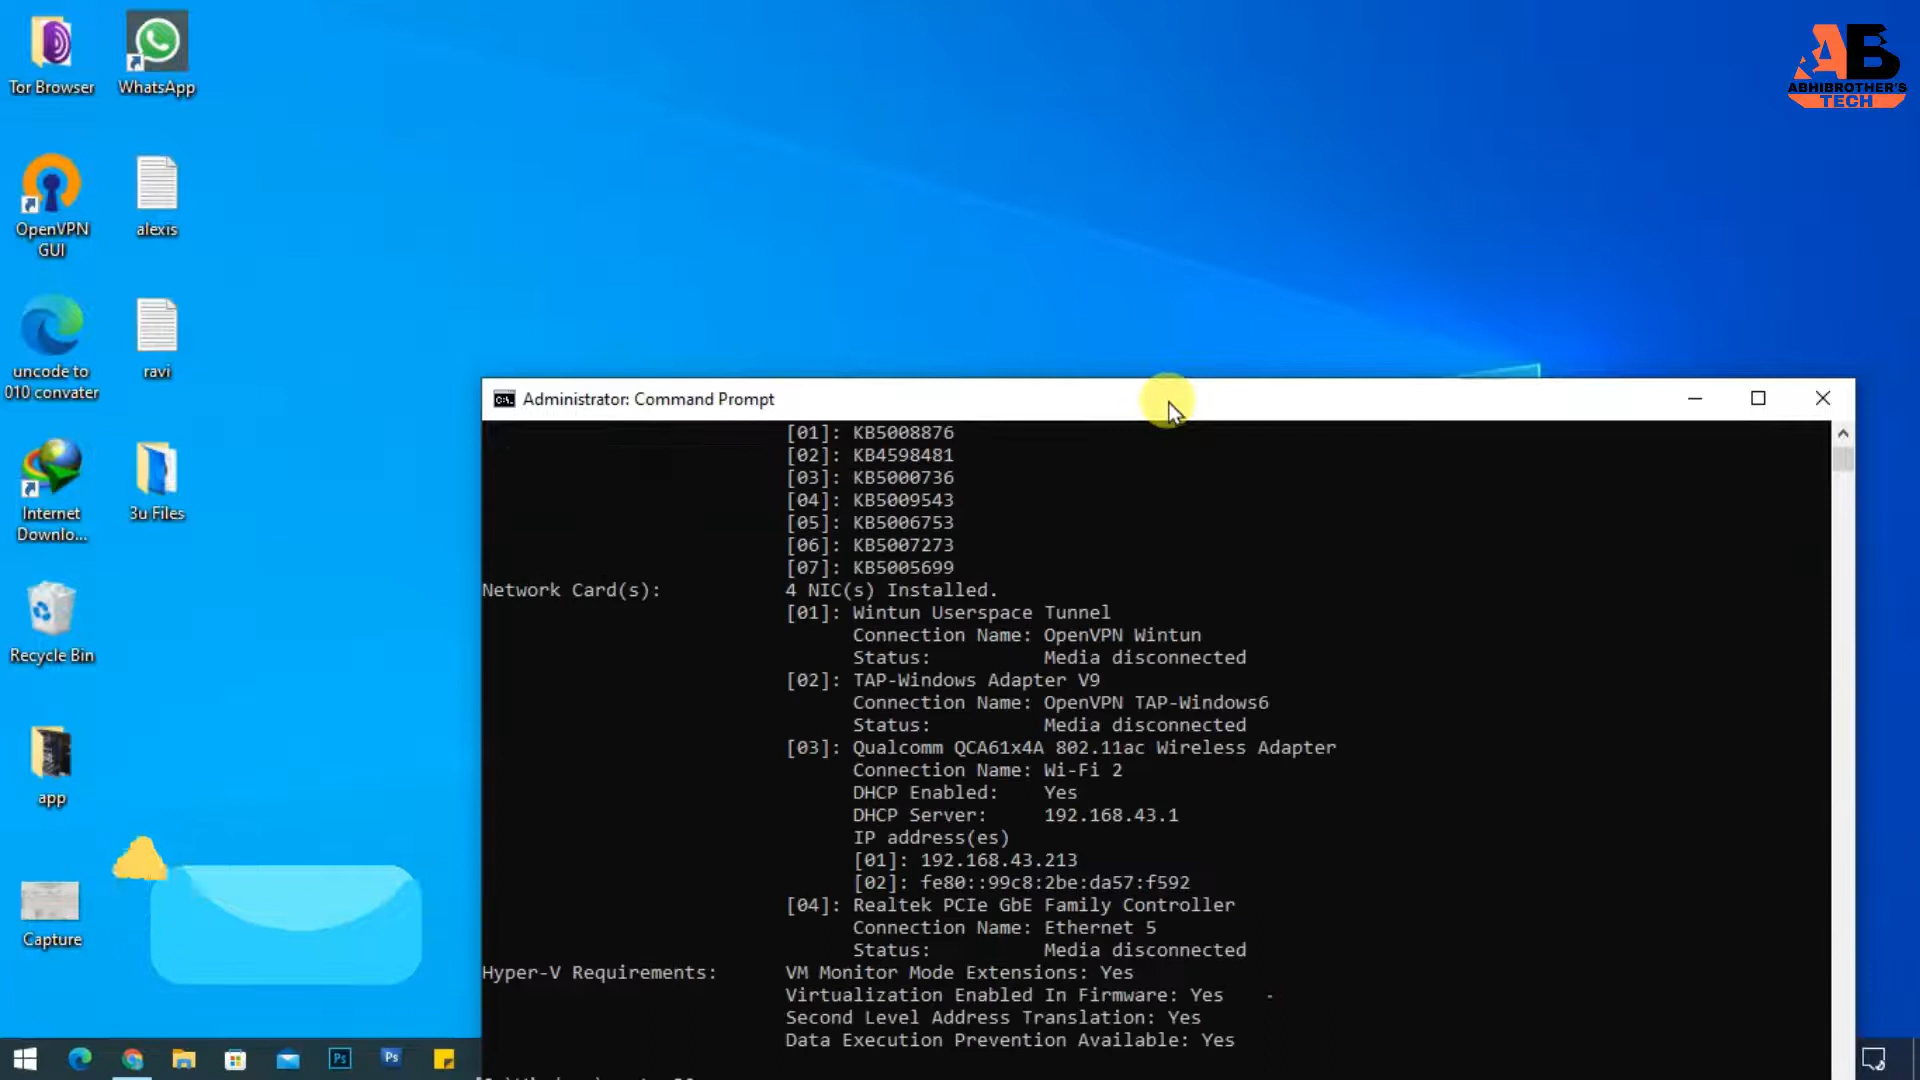 Tor Browser
WhatsApp
OpenVPN
GUI
alexis
uncode to
010 convater
ravi
Internet
Downlo...
3u Files
Recycle Bin
app
Capture
AB
ABHIBROTHER'S
TECH
Administrator: Command Prompt
[01]: KB5008876
[02]: KB4598481
[03]: KB5000736
[04]: KB5009543
[05]: KB5006753
[06]: KB5007273
[07]: KB5005699
Network Card(s): 4 NIC(s) Installed.
[01]: Wintun Userspace Tunnel
Connection Name: OpenVPN Wintun
Status: Media disconnected
[02]: TAP-Windows Adapter V9
Connection Name: OpenVPN TAP-Windows6
Status: Media disconnected
[03]: Qualcomm QCA61x4A 802.11ac Wireless Adapter
Connection Name: Wi-Fi 2
DHCP Enabled: Yes
DHCP Server: 192.168.43.1
IP address(es)
[01]: 192.168.43.213
[02]: fe80::99c8:2be:da57:f592
[04]: Realtek PCIe GbE Family Controller
Connection Name: Ethernet 5
Status: Media disconnected
Hyper-V Requirements: VM Monitor Mode Extensions: Yes
Virtualization Enabled In Firmware: Yes
Second Level Address Translation: Yes
Data Execution Prevention Available: Yes
Ps
Ps